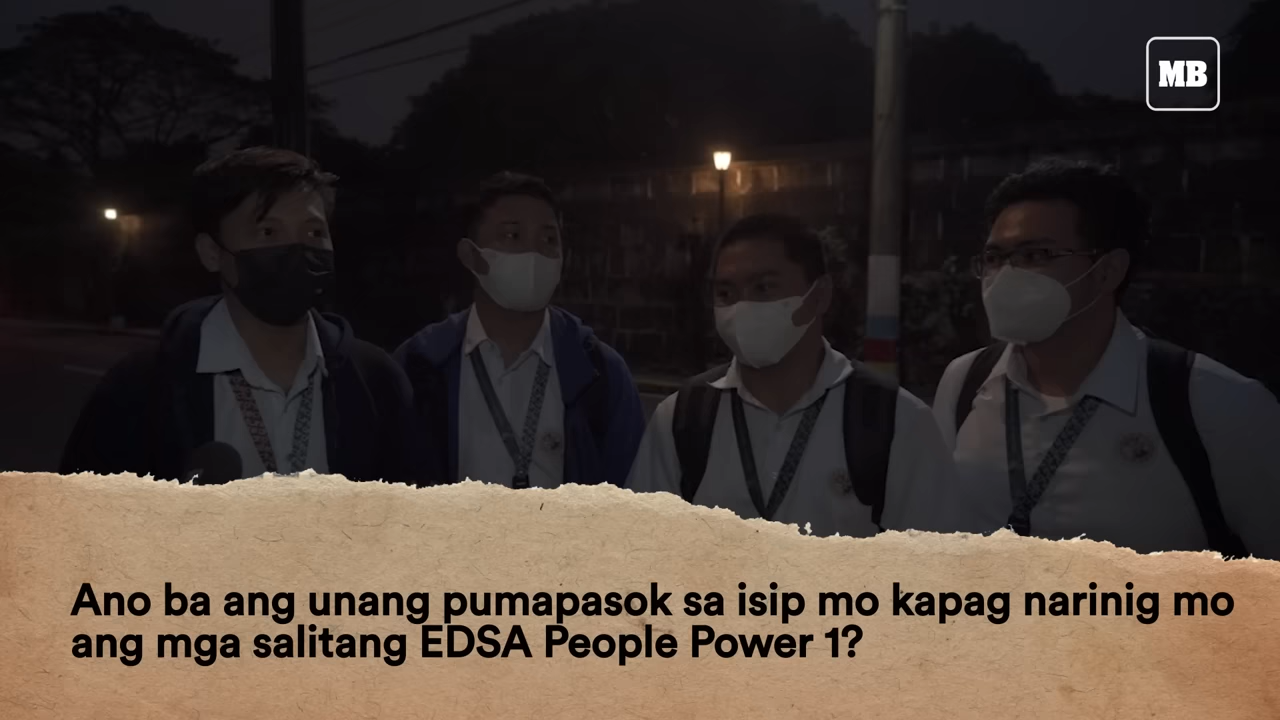 MB
Ano ba ang unang pumapasok sa isip mo kapag narinig mo
ang mga salitang EDSA People Power 1?